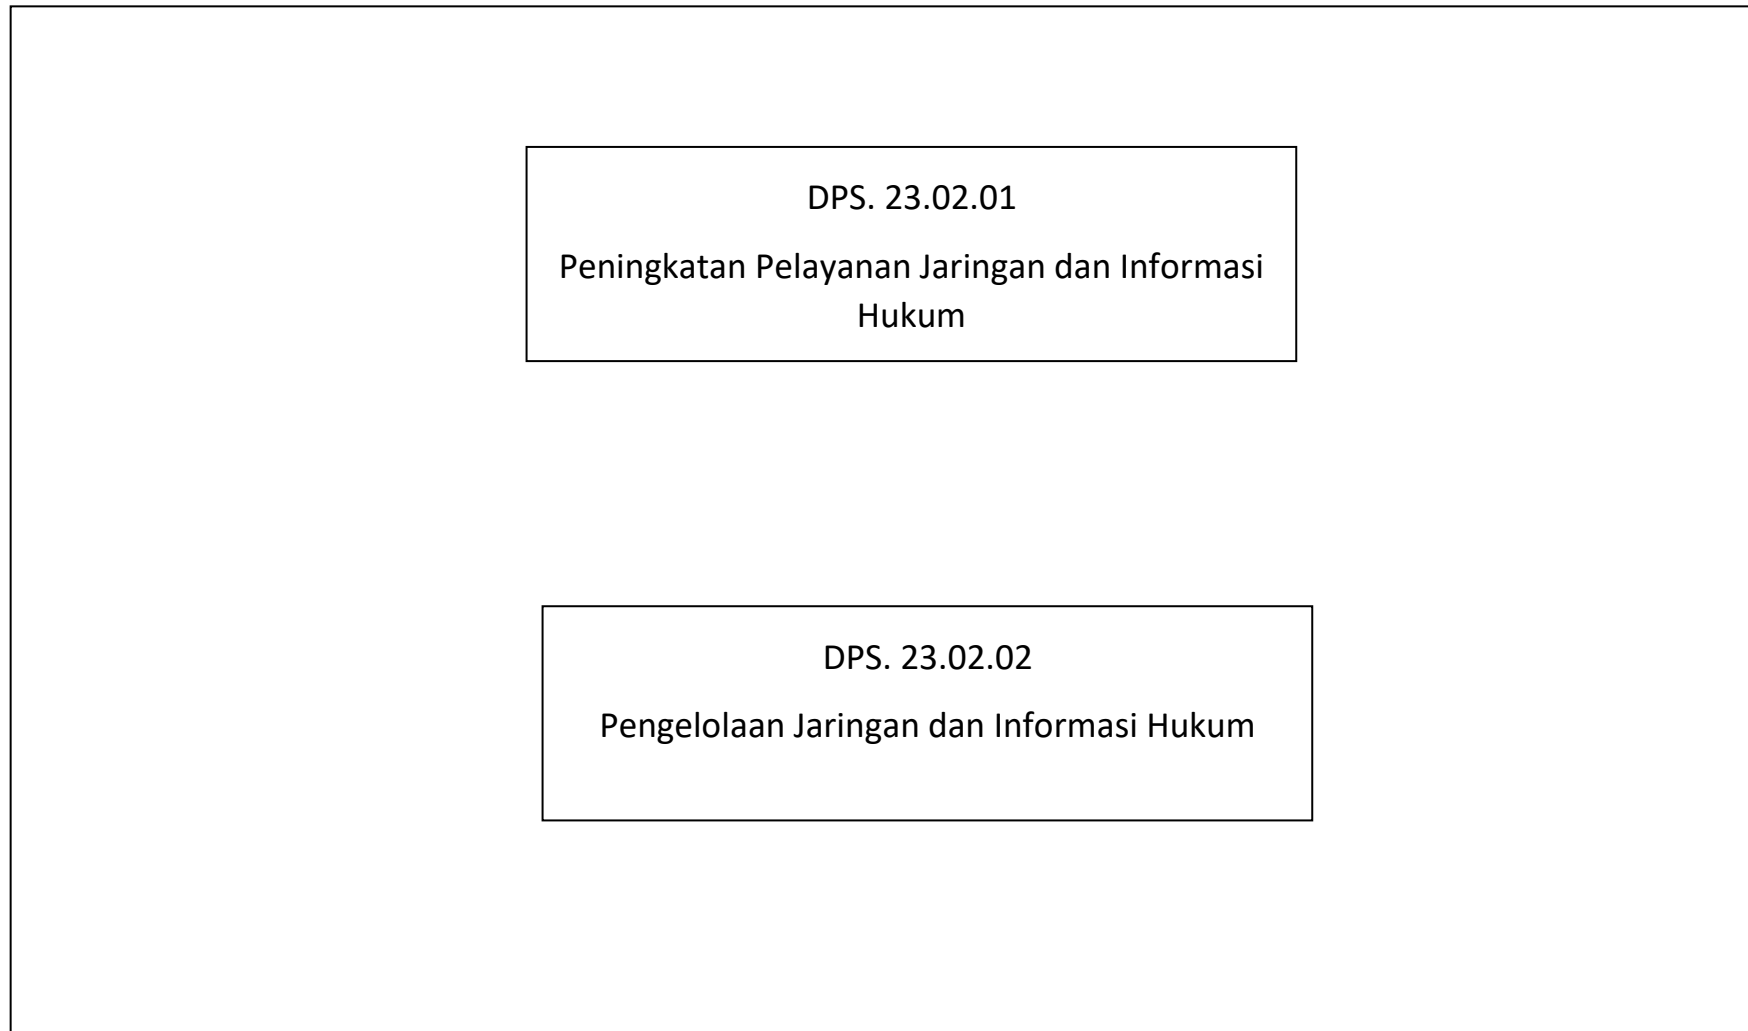 DPS. 23.02.01
Peningkatan Pelayanan Jaringan dan Informasi
Hukum
DPS. 23.02.02
Pengelolaan Jaringan dan Informasi Hukum